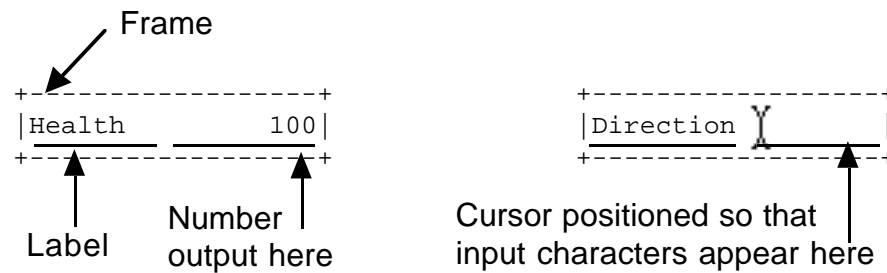 Frame
+------------------+
|Health         100|
+------------------+
Label
Number
output here
+------------------+
|Direction         |
+------------------+
Cursor positioned so that
input characters appear here